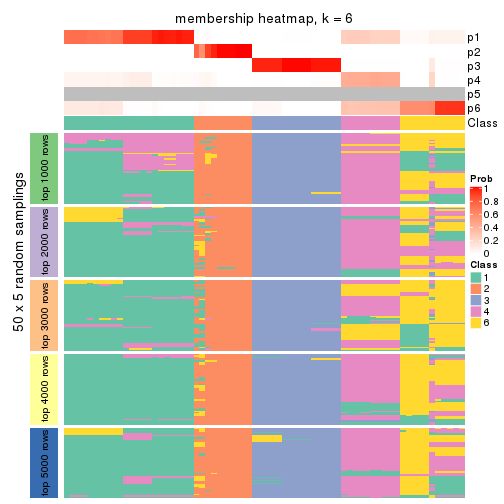 membership heatmap, k = 6
p1
p2
p3
p4
p5
p6
Class
50 x 5 random samplings
top 1000 rows
top 2000 rows
top 3000 rows
top 4000 rows
top 5000 rows
Prob
1
0.8
0.6
0.4
0.2
0
Class
1
2
3
4
6